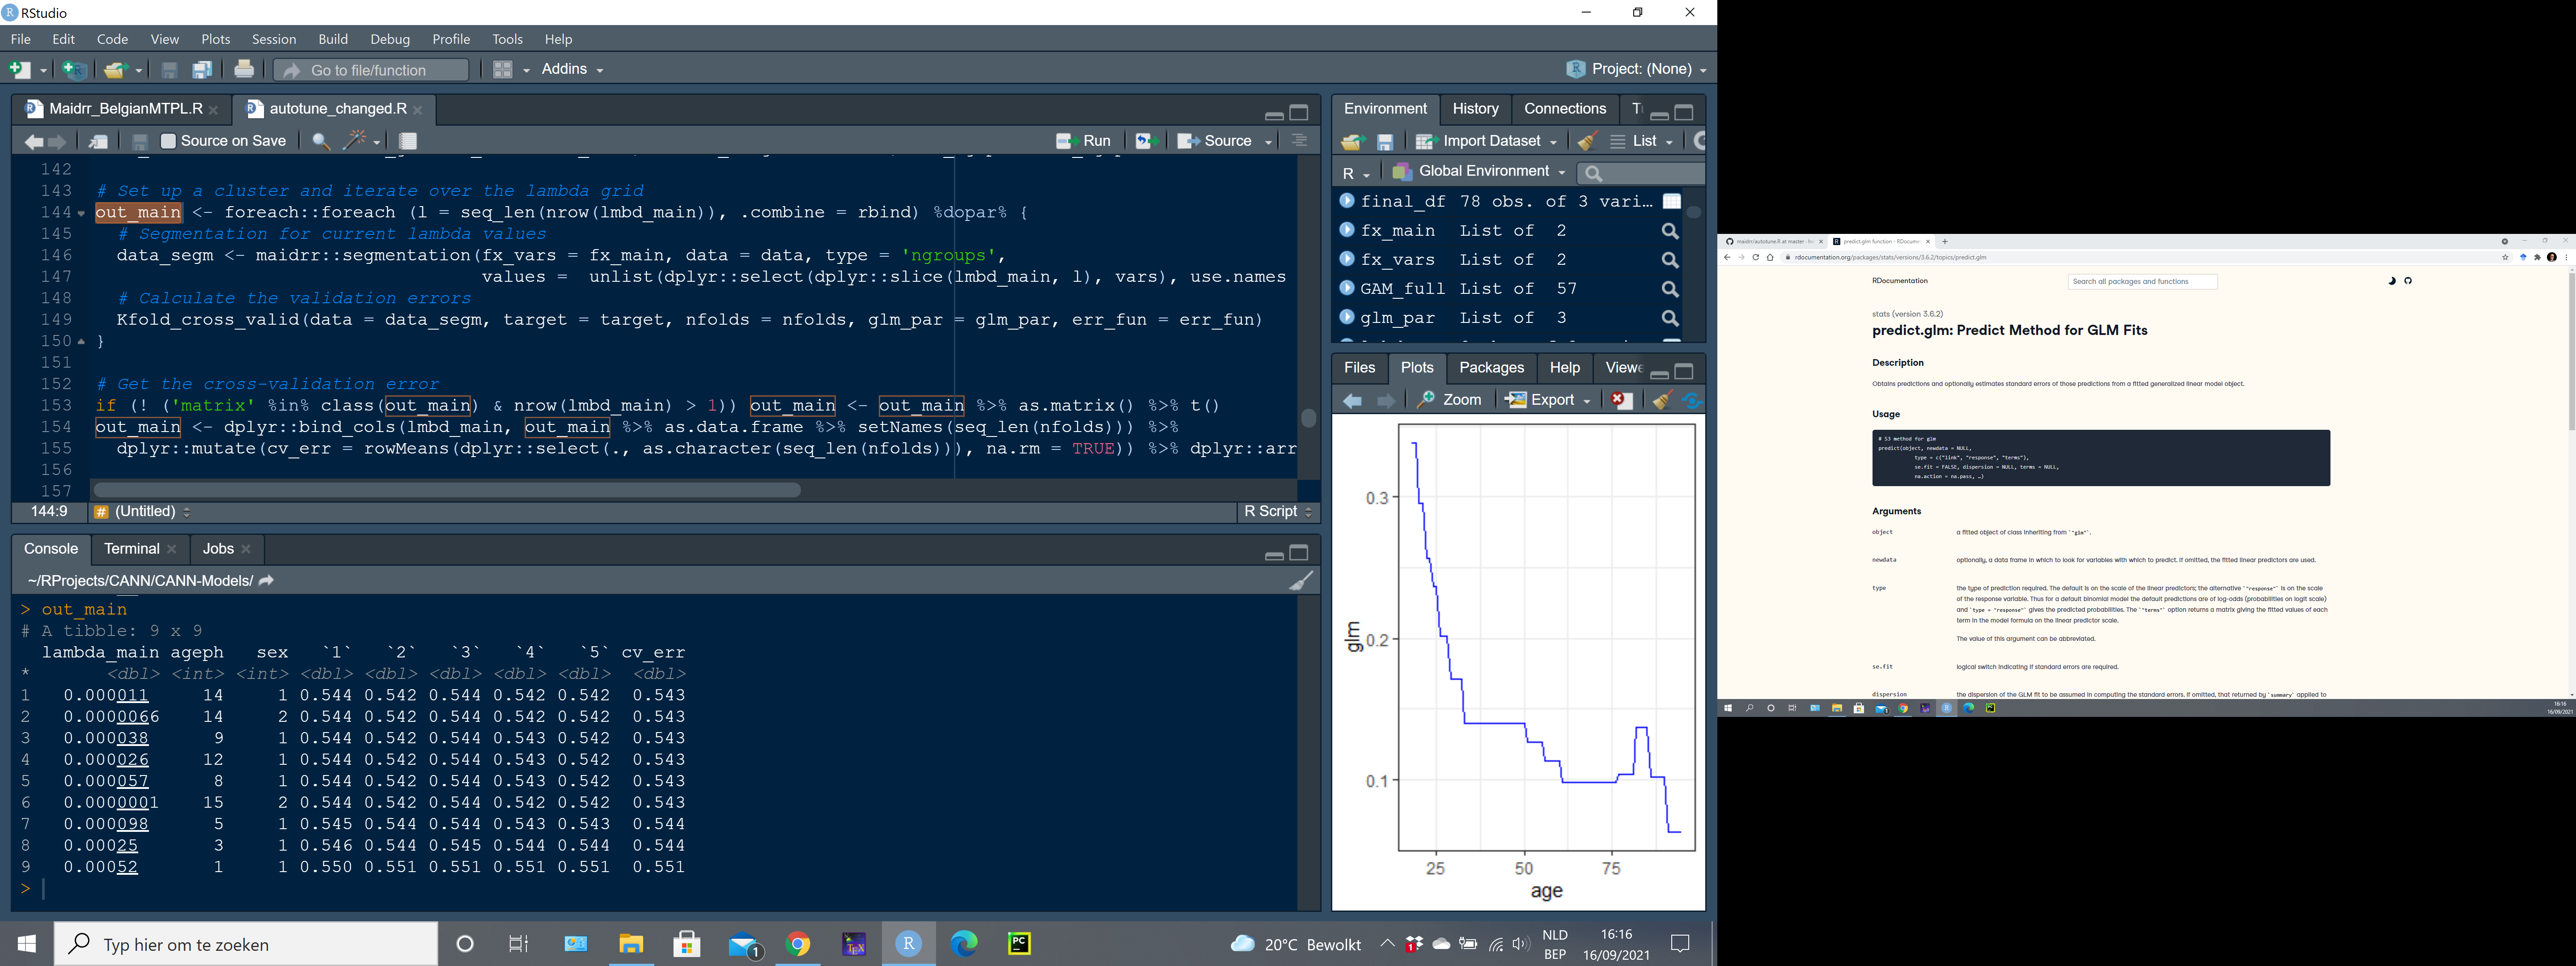 RStudio
File Edit Code View Plots Session Build Debug Profile Tools Help
Go to file/function
Addins
Project: (None)
Maidrr_BelgianMTPL.R
autotune_changed.R
Source on Save
Run
Source
142
143 # Set up a cluster and iterate over the lambda grid
144 out_main <- foreach::foreach (l = seq_len(nrow(lmbd_main)), .combine = rbind) %dopar% {
145 # Segmentation for current lambda values
146 data_segm <- maidrr::segmentation(fx_vars = fx_main, data = data, type = 'ngroups',
147 values = unlist(dplyr::select(dplyr::slice(lmbd_main, l), vars), use.names
148 # Calculate the validation errors
149 Kfold_cross_valid(data = data_segm, target = target, nfolds = nfolds, glm_par = glm_par, err_fun = err_fun)
150 }
151
152 # Get the cross-validation error
153 if (! ('matrix' %in% class(out_main) & nrow(lmbd_main) > 1)) out_main <- out_main %>% as.matrix() %>% t()
154 out_main <- dplyr::bind_cols(lmbd_main, out_main %>% as.data.frame %>% setNames(seq_len(nfolds))) %>%
155 dplyr::mutate(cv_err = rowMeans(dplyr::select(., as.character(seq_len(nfolds))), na.rm = TRUE)) %>% dplyr::arr
156
157
144:9 # (Untitled) R Script
Console Terminal Jobs
~/RProjects/CANN/CANN-Models/
> out_main
# A tibble: 9 x 9
lambda_main ageph sex `1` `2` `3` `4` `5` cv_err
* <dbl> <int> <int> <dbl> <dbl> <dbl> <dbl> <dbl> <dbl>
1 0.000011 14 1 0.544 0.542 0.544 0.542 0.542 0.543
2 0.0000066 14 2 0.544 0.542 0.544 0.542 0.542 0.543
3 0.000038 9 1 0.544 0.542 0.544 0.543 0.542 0.543
4 0.000026 12 1 0.544 0.542 0.544 0.543 0.542 0.543
5 0.000057 8 1 0.544 0.542 0.544 0.543 0.542 0.543
6 0.0000001 15 2 0.544 0.542 0.544 0.542 0.542 0.543
7 0.000098 5 1 0.545 0.544 0.544 0.543 0.543 0.544
8 0.00025 3 1 0.546 0.544 0.545 0.544 0.544 0.544
9 0.00052 1 1 0.550 0.551 0.551 0.551 0.551 0.551
>
Environment History Connections
Import Dataset
List
R Global Environment
final_df 78 obs. of 3 vari...
fx_main List of 2
fx_vars List of 2
GAM_full List of 57
glm_par List of 3
Files Plots Packages Help
Zoom Export
glm
0.3
0.2
0.1
25 50 75
age
Typ hier om te zoeken
1
20°C Bewolkt
1
NLD
BEP
16:16
16/09/2021
predict.glm function - RDocumen
rdocumentation.org/packages/stats/versions/3.6.2/topics/predict.glm
RDocumentation
Search all packages and functions
stats (version 3.6.2)
predict.glm: Predict Method for GLM Fits
Description
Obtains predictions and optionally estimates standard errors of those predictions from a fitted generalized linear model object.
Usage
# S3 method for glm
predict(object, newdata = NULL,
type = c("link", "response", "terms"),
se.fit = FALSE, dispersion = NULL, terms = NULL,
na.action = na.pass, …)
Arguments
object a fitted object of class inheriting from `"glm"`.
newdata optionally, a data frame in which to look for variables with which to predict. If omitted, the fitted linear predictors are used.
type the type of prediction required. The default is on the scale of the linear predictors; the alternative `"response"` is on the scale
of the response variable. Thus for a default binomial model the default predictions are of log-odds (probabilities on logit scale)
and `type = "response"` gives the predicted probabilities. The `"terms"` option returns a matrix giving the fitted values of each
term in the model formula on the linear predictor scale.
The value of this argument can be abbreviated.
se.fit logical switch indicating if standard errors are required.
dispersion the dispersion of the GLM fit to be assumed in computing the standard errors. If omitted, that returned by `summary` applied to
16:16
16/09/2021